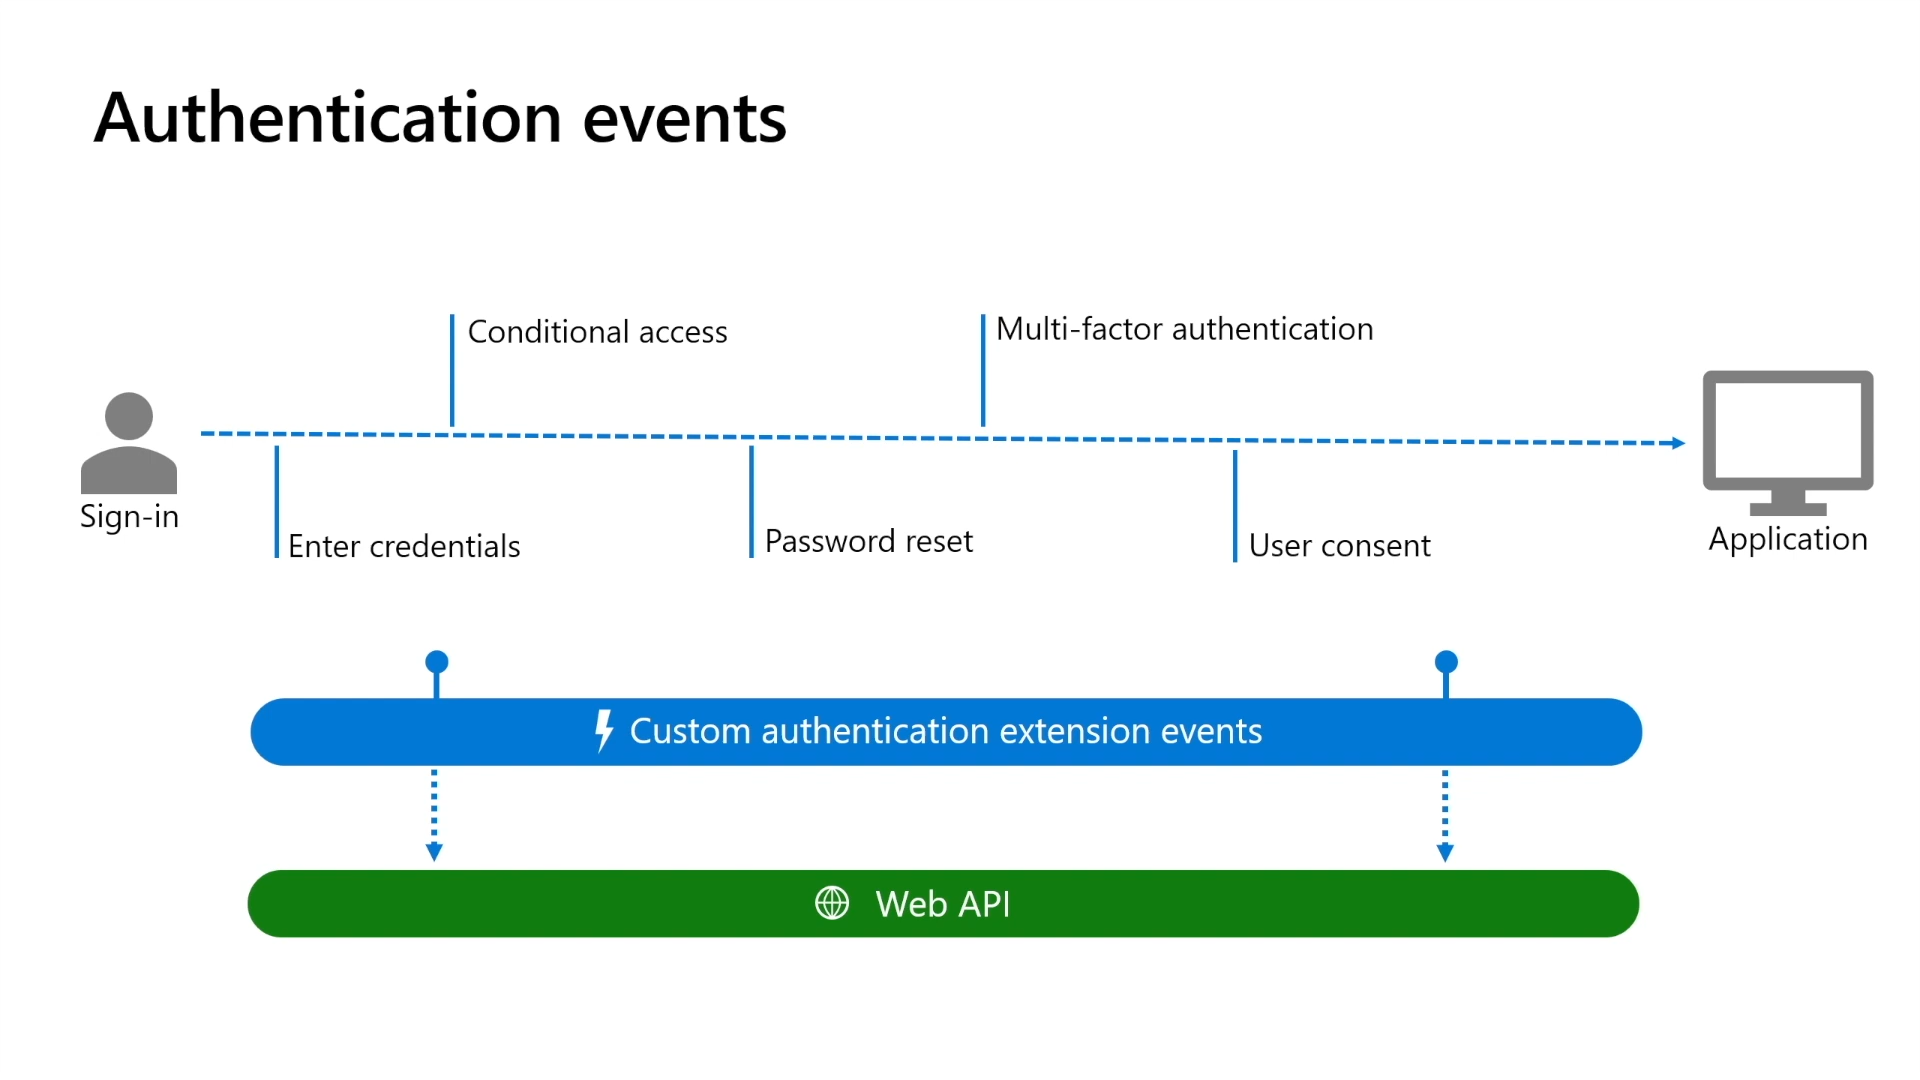 Authentication events
Conditional access
Multi-factor authentication
Sign-in
Enter credentials
Password reset
User consent
Application
Custom authentication extension events
Web API